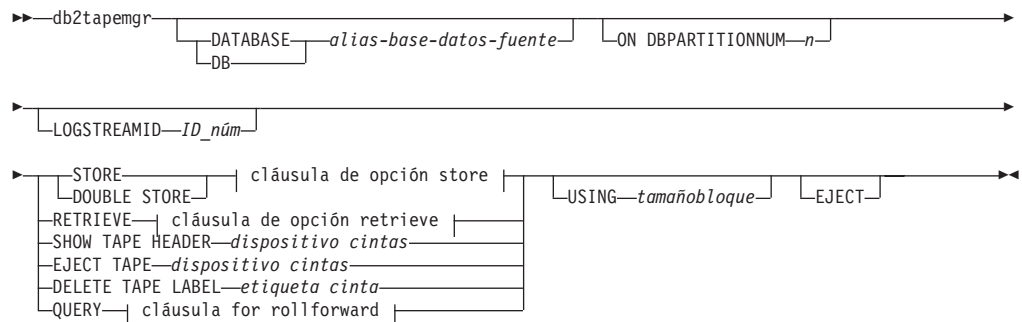 db2tapemgr
DATABASE alias-base-datos-fuente
DB
ON DBPARTITIONNUM n
LOGSTREAMID ID_núm
STORE cláusula de opción store
DOUBLE STORE
RETRIEVE cláusula de opción retrieve
SHOW TAPE HEADER dispositivo cintas
EJECT TAPE dispositivo cintas
DELETE TAPE LABEL etiqueta cinta
QUERY cláusula for rollforward
USING tamañobloque
EJECT